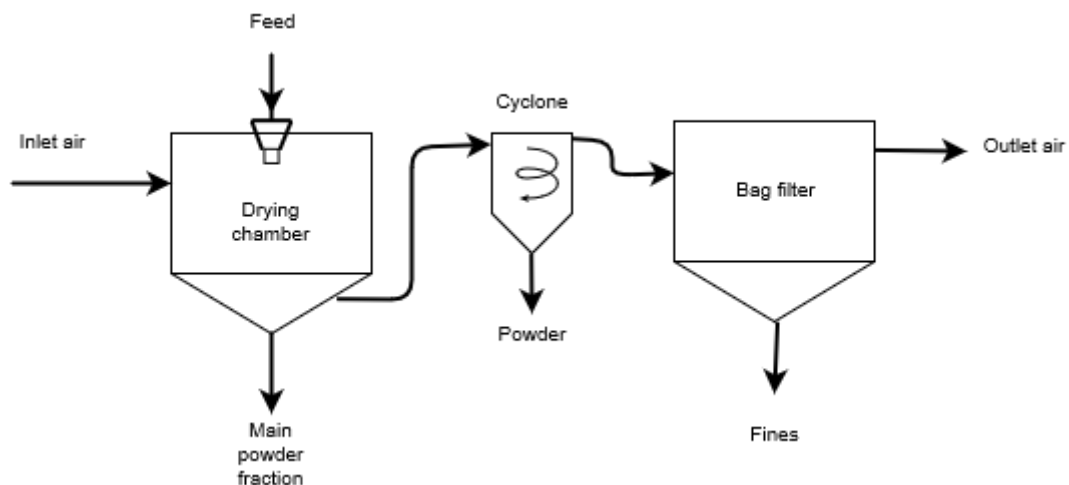 Feed
Cyclone
Inlet air
Outlet air
Bag filter
Drying
chamber
Powder
Main
powder
fraction
Fines